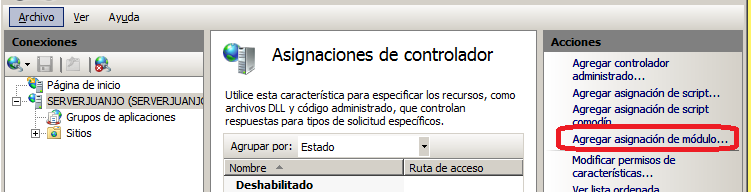 Archivo Ver Ayuda
Conexiones
Página de inicio
SERVERJUANJO (SERVERJUANJO
Grupos de aplicaciones
Sitios
Asignaciones de controlador
Utilice esta característica para especificar los recursos, como
archivos DLL y código administrado, que controlan
respuestas para tipos de solicitud específicos.
Agrupar por: Estado
Nombre Ruta de acceso
Deshabilitado
Acciones
Agregar controlador
administrado...
Agregar asignación de script...
Agregar asignación de script
comodín...
Agregar asignación de módulo...
Modificar permisos de
características...
Ver lista ordenada